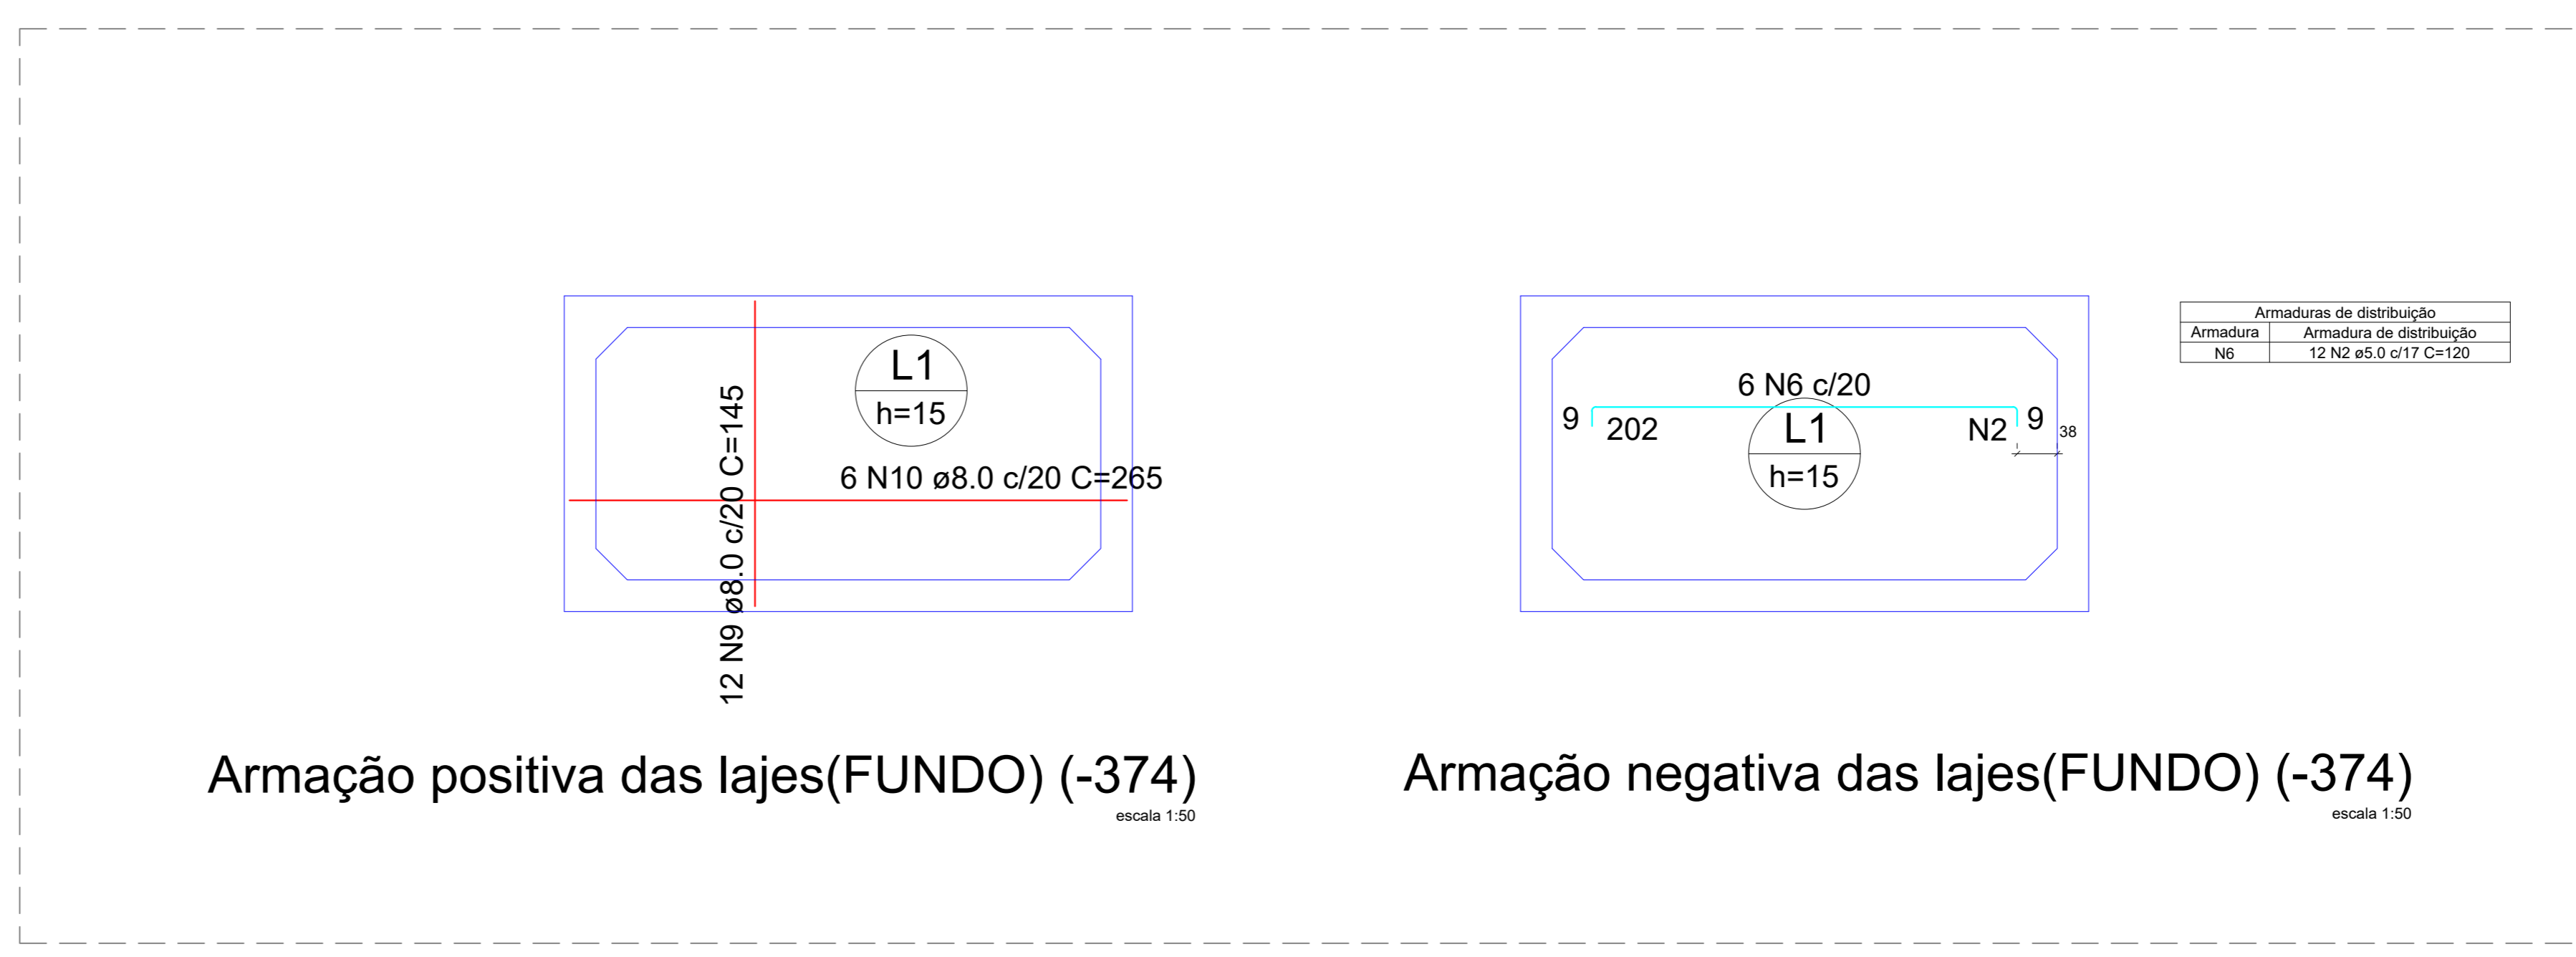 L1
h=15
12 N9 ø8.0 c/20 C=145
6 N10 ø8.0 c/20 C=265
Armação positiva das lajes(FUNDO) (-374)
escala 1:50
6 N6 c/20
9
202
L1
h=15
N2
9
38
Armação negativa das lajes(FUNDO) (-374)
escala 1:50
Armaduras de distribuição
Armadura Armadura de distribuição
N6 12 N2 ø5.0 c/17 C=120